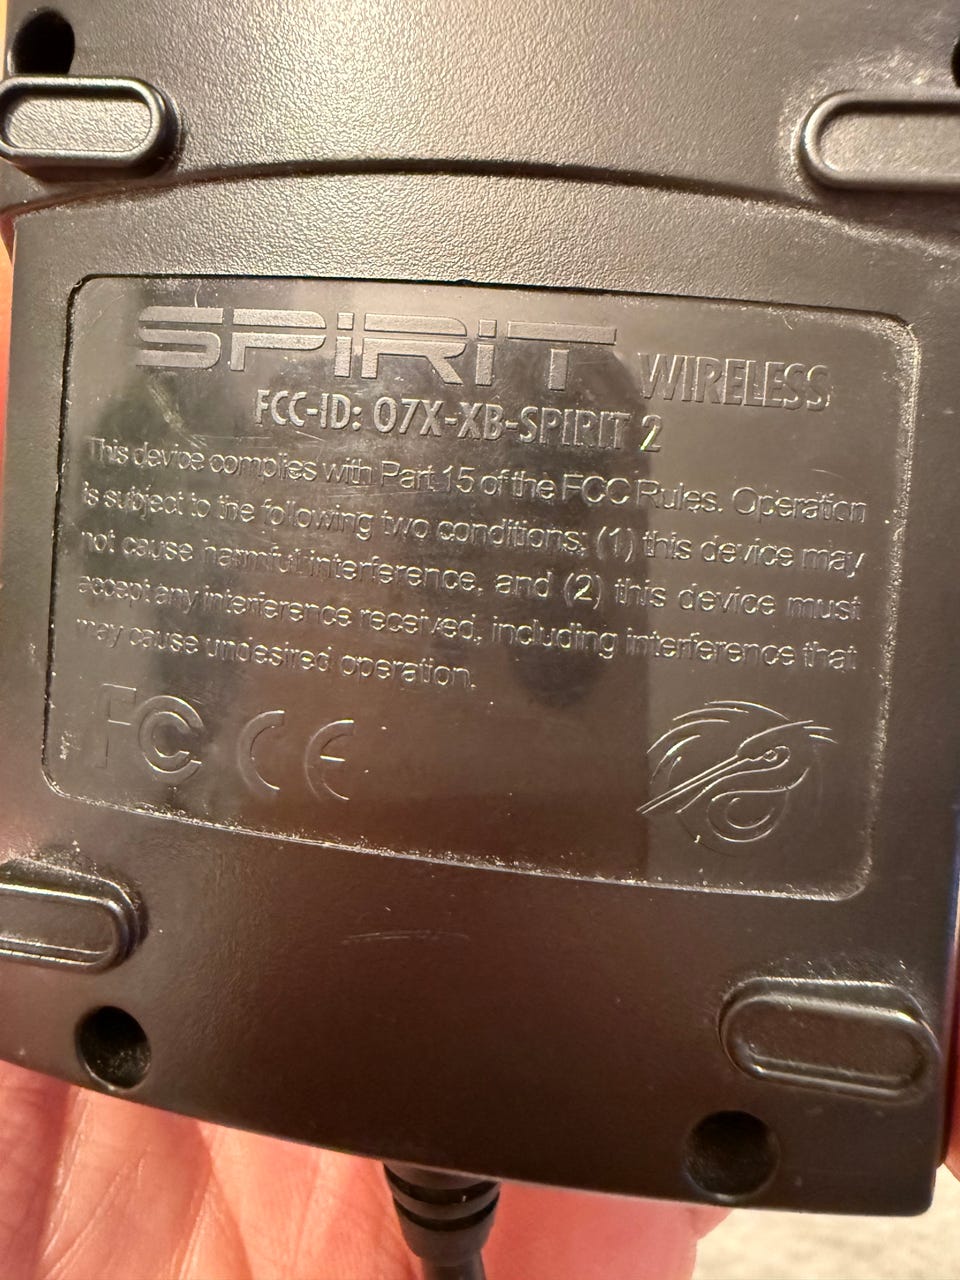 SPiRiT WIRELESS
FCC-ID: O7X-XB-SPIRIT 2
This device complies with Part 15 of the FCC Rules. Operation
is subject to the following two conditions: (1) this device may
not cause harmful interference, and (2) this device must
accept any interference received, including interference that
may cause undesired operation.
FC CE